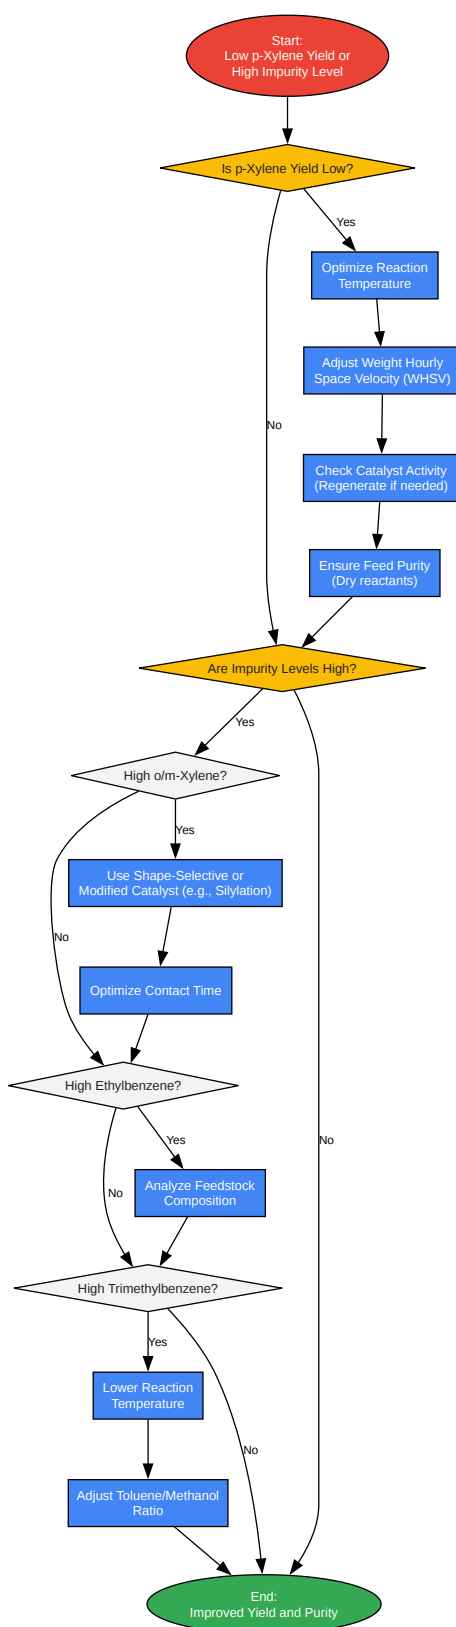 Start:
Low p-Xylene Yield or
High Impurity Level
Is p-Xylene Yield Low?
Yes
Optimize Reaction
Temperature
Adjust Weight Hourly
Space Velocity (WHSV)
No
Check Catalyst Activity
(Regenerate if needed)
Ensure Feed Purity
(Dry reactants)
Are Impurity Levels High?
Yes
High o/m-Xylene?
Yes
Use Shape-Selective or
Modified Catalyst (e.g., Silylation)
No
Optimize Contact Time
High Ethylbenzene?
Yes
No
Analyze Feedstock
Composition
No
High Trimethylbenzene?
Yes
Lower Reaction
Temperature
No
Adjust Toluene/Methanol
Ratio
End:
Improved Yield and Purity